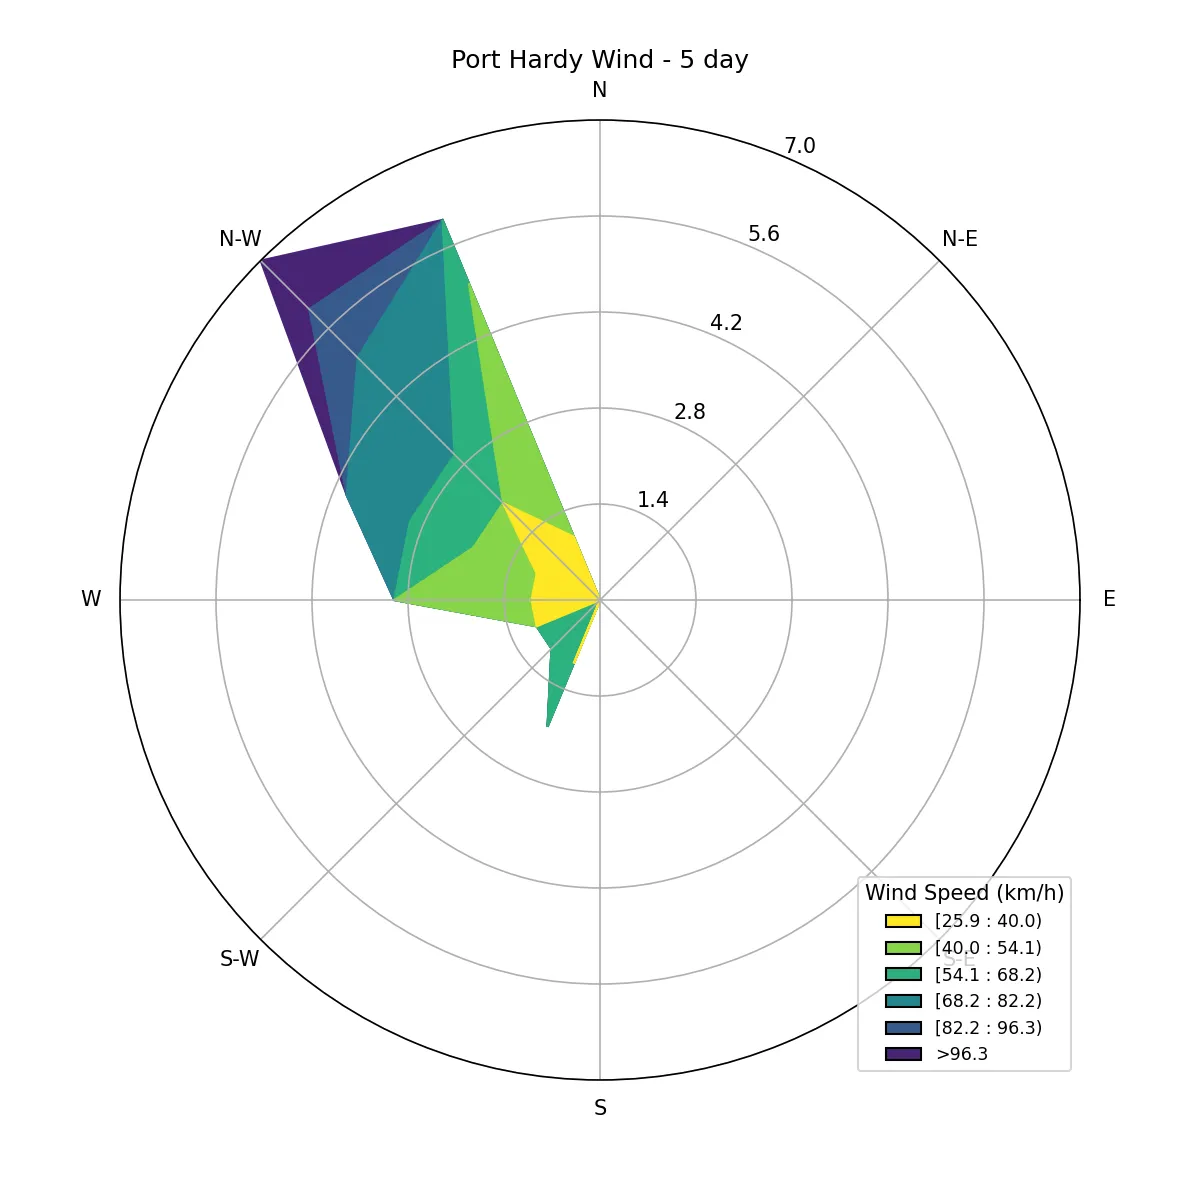 Port Hardy Wind - 5 day
N
7.0
N-W
5.6
N-E
4.2
2.8
1.4
W
E
Wind Speed (km/h)
[25.9 : 40.0)
[40.0 : 54.1)
S-W
S-E
[54.1 : 68.2)
[68.2 : 82.2)
[82.2 : 96.3)
>96.3
S